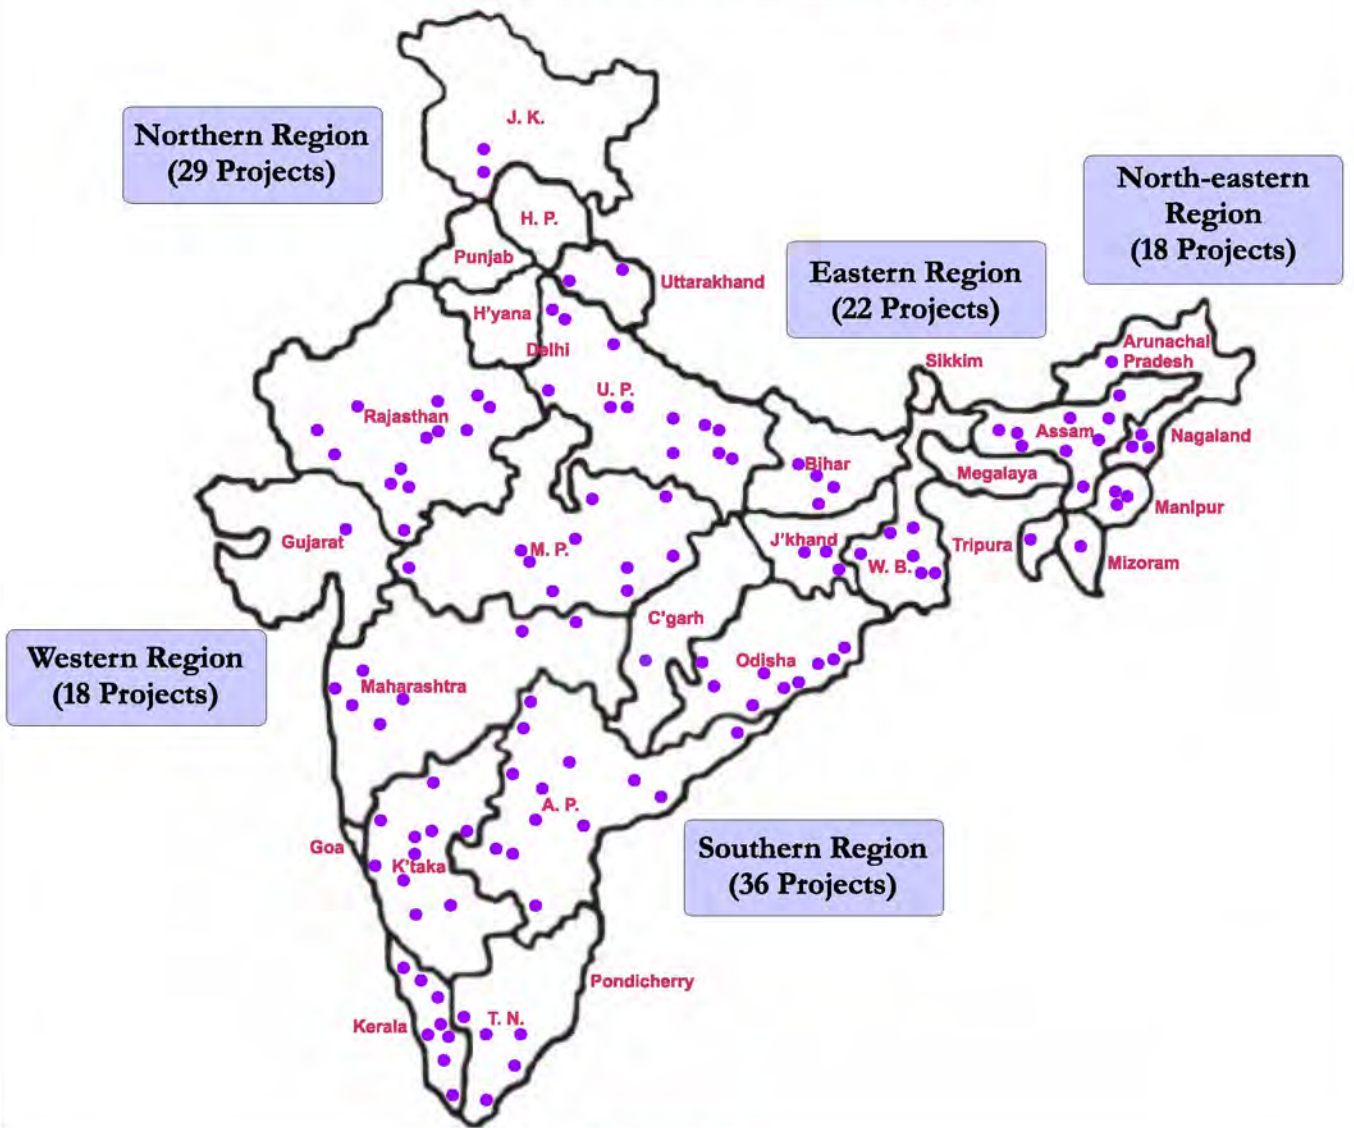 J. K.
Northern Region
(29 Projects)
North-eastern
Region
(18 Projects)
H. P.
Punjab
Eastern Region
(22 Projects)
Uttarakhand
H'yana
Delhi
Arunachal
Pradesh
Sikkim
U. P.
Rajasthan
Assam
Nagaland
Bihar
Megalaya
Manipur
Gujarat
M. P.
J'khand
W. B.
Tripura
Mizoram
C'garh
Western Region
(18 Projects)
Maharashtra
Odisha
A. P.
Goa
K'taka
Southern Region
(36 Projects)
Pondicherry
Kerala
T. N.